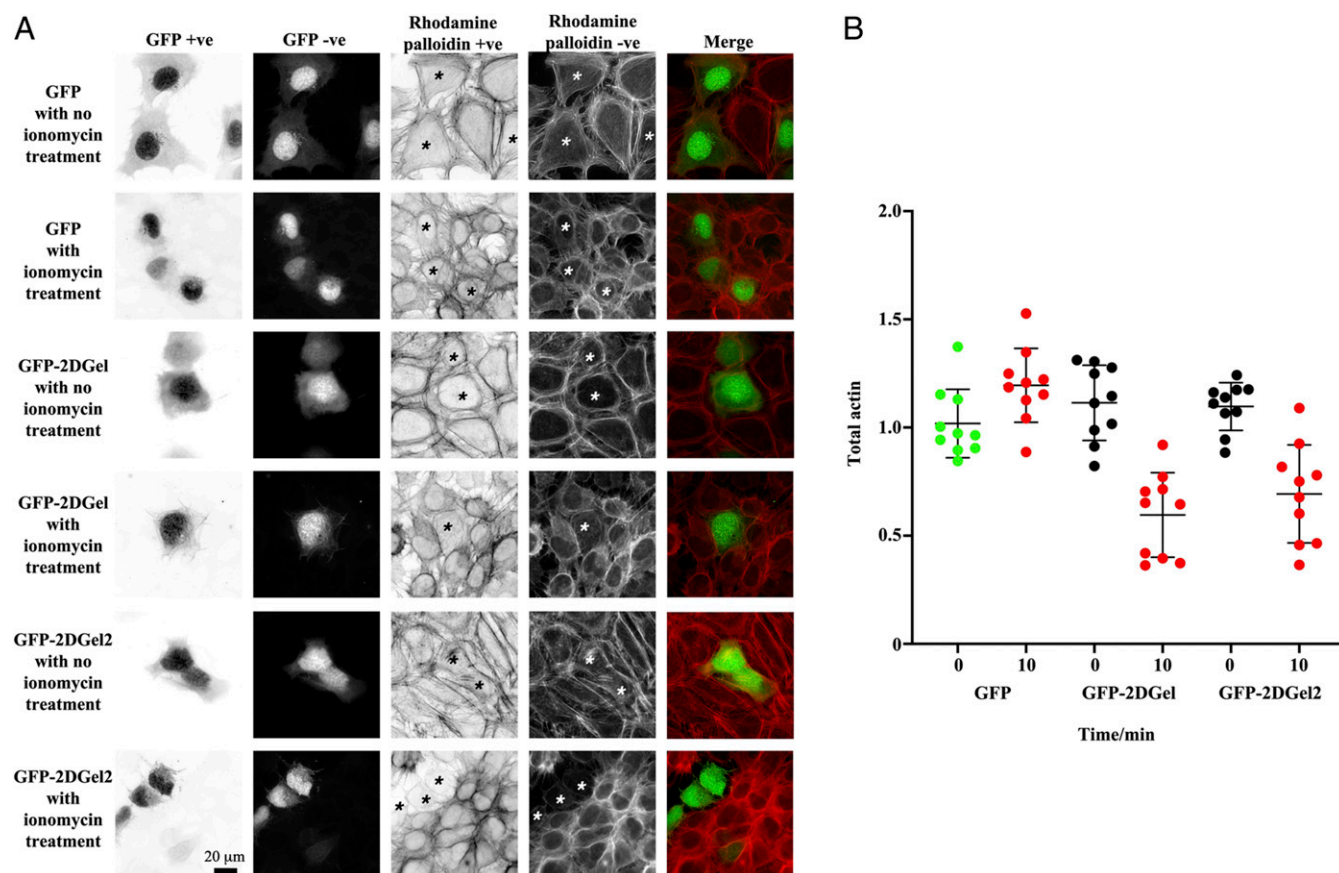 A
GFP +ve
GFP -ve
Rhodamine
palloidin +ve
Rhodamine
palloidin -ve
Merge
GFP
with no
ionomycin
treatment
GFP
with
ionomycin
treatment
GFP-2DGel
with no
ionomycin
treatment
GFP-2DGel
with
ionomycin
treatment
GFP-2DGel2
with no
ionomycin
treatment
GFP-2DGel2
with
ionomycin
treatment
20 μm
B
Total actin
2.0
1.5
1.0
0.5
0
0 10 0 10 0 10
GFP GFP-2DGel GFP-2DGel2
Time/min